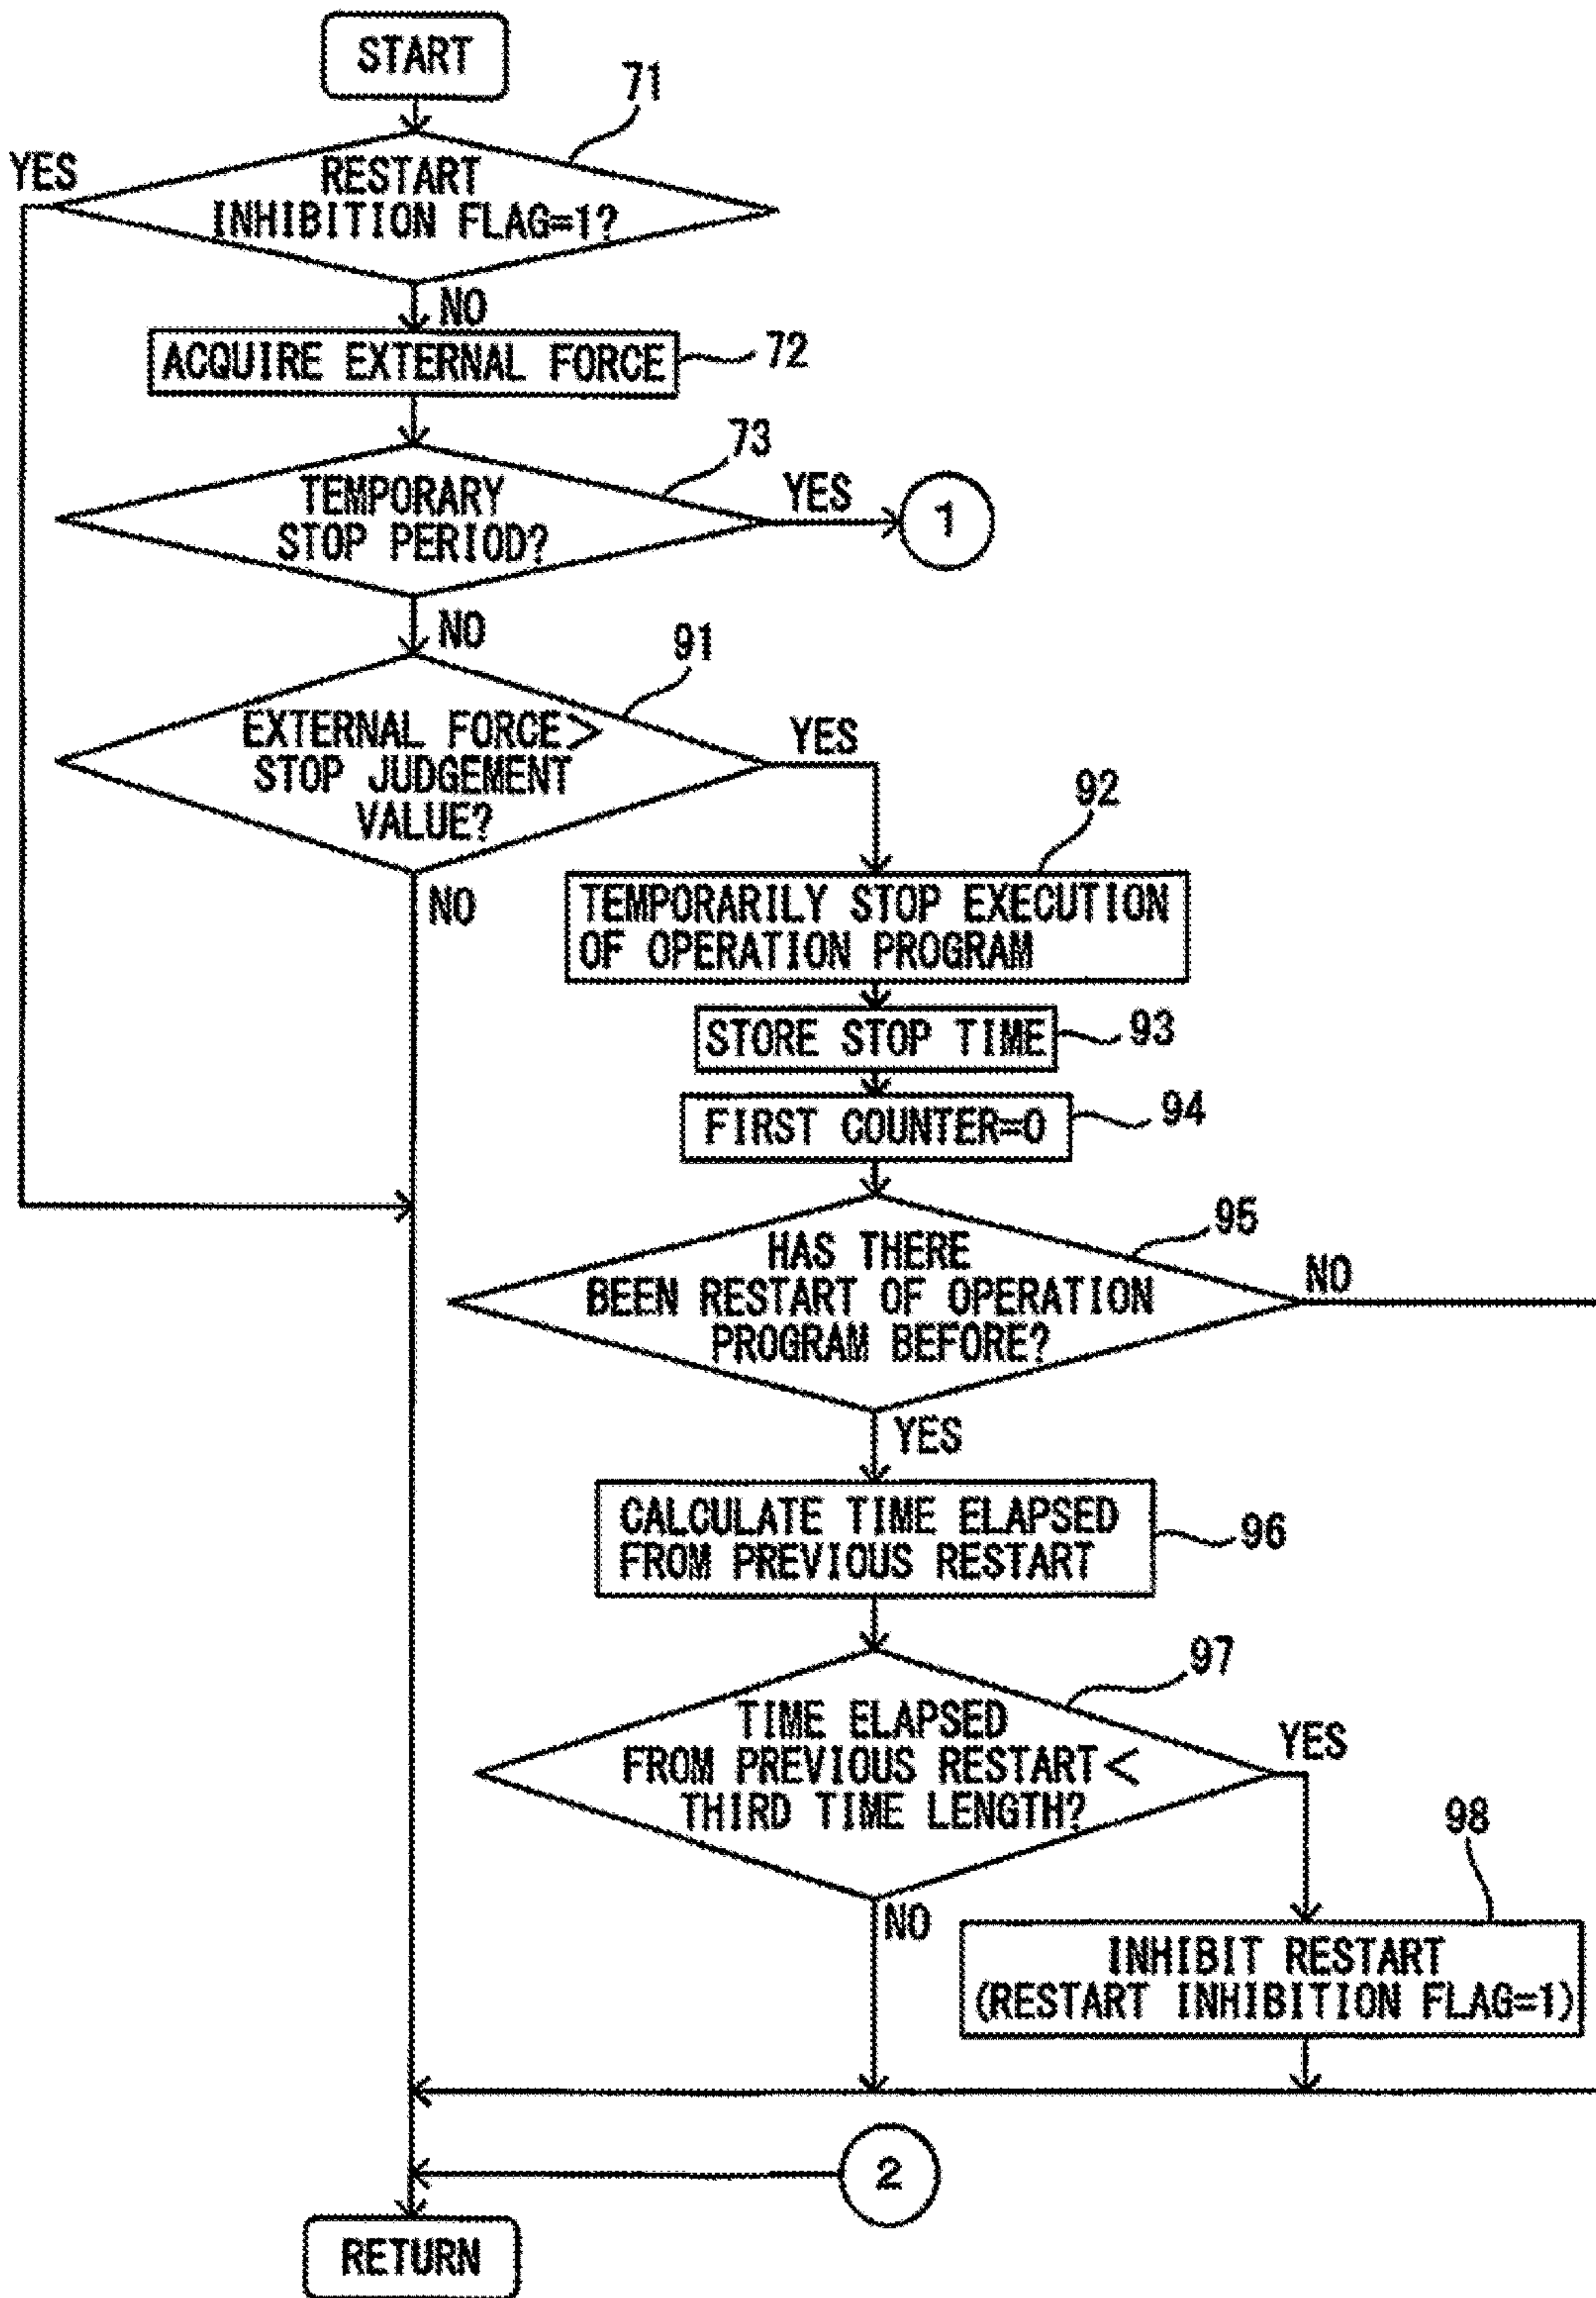 START
71
YES
RESTART
INHIBITION FLAG=1?
NO
ACQUIRE EXTERNAL FORCE
72
73
TEMPORARY
STOP PERIOD?
YES
1
NO
91
EXTERNAL FORCE>
STOP JUDGEMENT
VALUE?
YES
NO
92
TEMPORARILY STOP EXECUTION
OF OPERATION PROGRAM
STORE STOP TIME
93
FIRST COUNTER=0
94
95
HAS THERE
BEEN RESTART OF OPERATION
PROGRAM BEFORE?
NO
YES
CALCULATE TIME ELAPSED
FROM PREVIOUS RESTART
96
97
TIME ELAPSED
FROM PREVIOUS RESTART<
THIRD TIME LENGTH?
YES
NO
98
INHIBIT RESTART
(RESTART INHIBITION FLAG=1)
2
RETURN